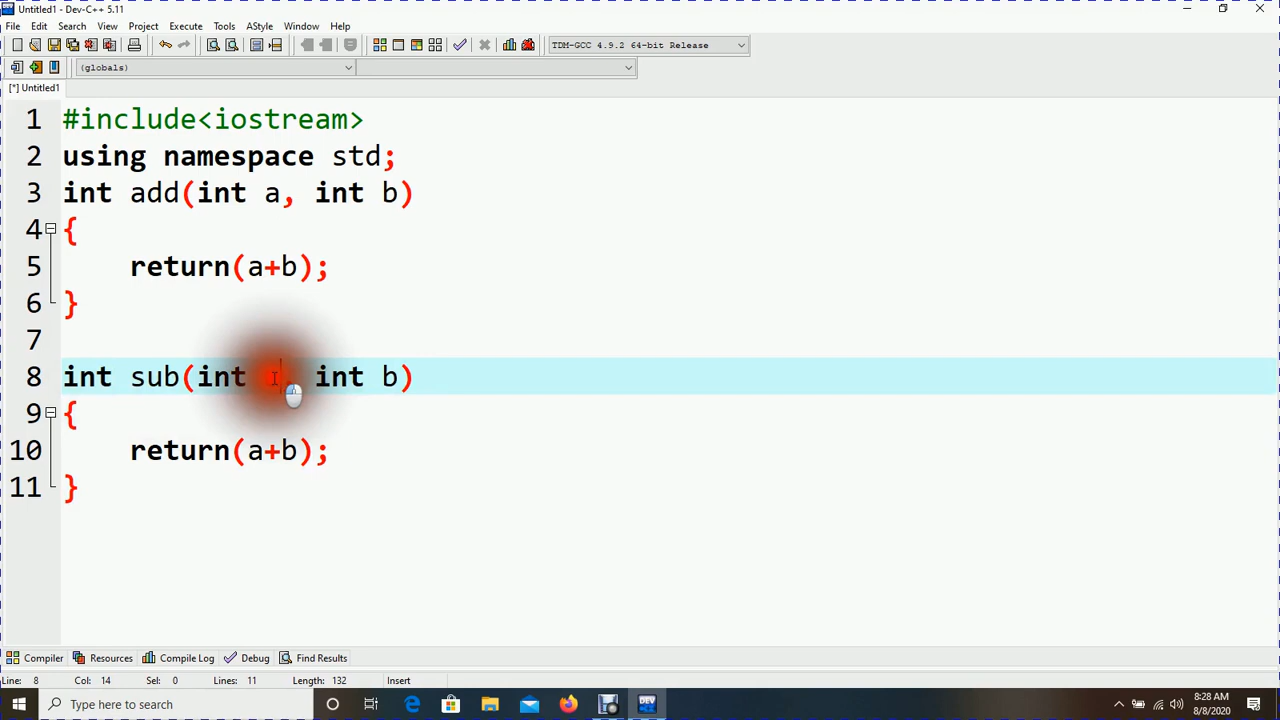 Untitled1 - Dev-C++ 5.11
File Edit Search View Project Execute Tools AStyle Window Help
TDM-GCC 4.9.2 64-bit Release
(globals)
[*] Untitled1
1 #include<iostream>
2 using namespace std;
3 int add(int a, int b)
4 {
5 return(a+b);
6 }
7
8 int sub(int int b)
9 {
10 return(a+b);
11 }
Compiler Resources Compile Log Debug Find Results
Line: 8 Col: 14 Sel: 0 Lines: 11 Length: 132 Insert
Type here to search
DEV
8:28 AM
8/8/2020